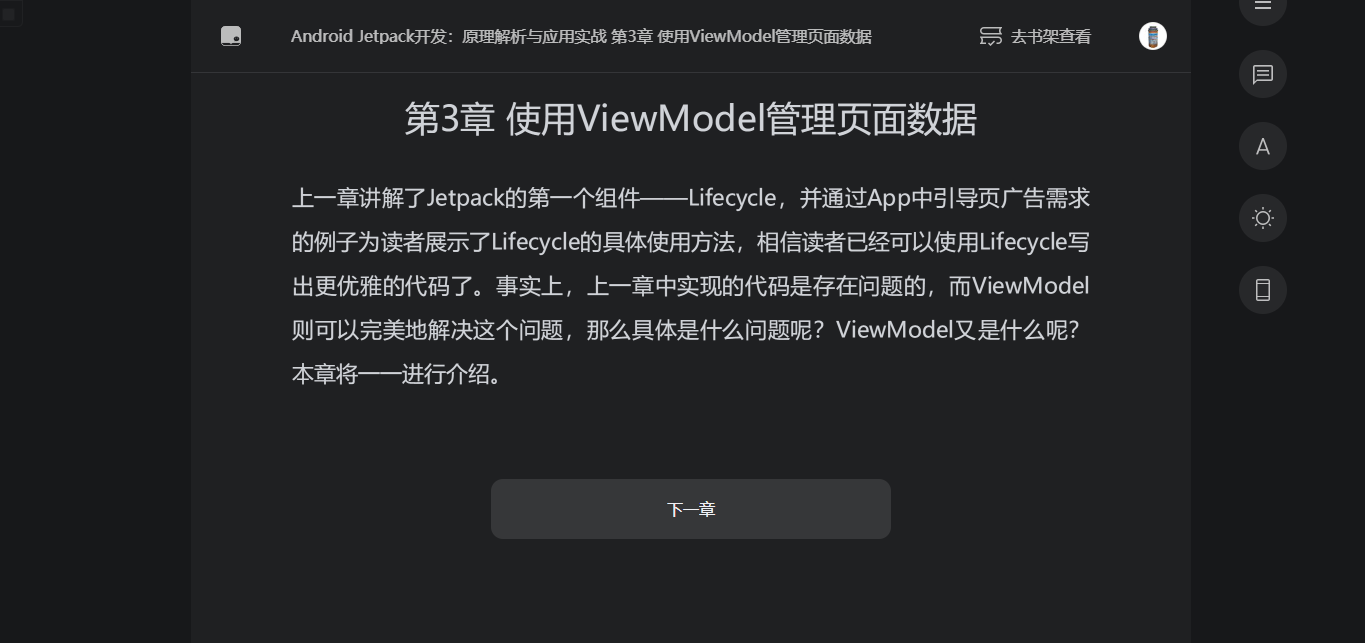 Android Jetpack开发：原理解析与应用实战 第3章 使用ViewModel管理页面数据
去书架查看
第3章 使用ViewModel管理页面数据
上一章讲解了Jetpack的第一个组件——Lifecycle，并通过App中引导页广告需求
的例子为读者展示了Lifecycle的具体使用方法，相信读者已经可以使用Lifecycle写
出更优雅的代码了。事实上，上一章中实现的代码是存在问题的，而ViewModel
则可以完美地解决这个问题，那么具体是什么问题呢？ViewModel又是什么呢？
本章将一一进行介绍。
下一章
A